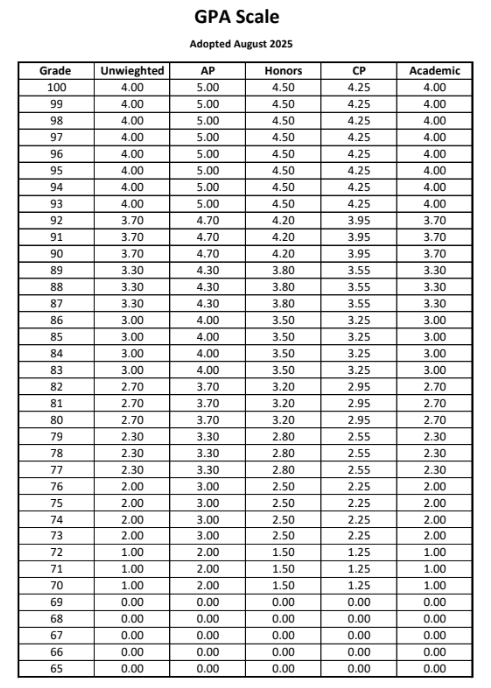 GPA Scale
Adopted August 2025
Grade Unwieghted AP Honors CP Academic
100 4.00 5.00 4.50 4.25 4.00
99 4.00 5.00 4.50 4.25 4.00
98 4.00 5.00 4.50 4.25 4.00
97 4.00 5.00 4.50 4.25 4.00
96 4.00 5.00 4.50 4.25 4.00
95 4.00 5.00 4.50 4.25 4.00
94 4.00 5.00 4.50 4.25 4.00
93 4.00 5.00 4.50 4.25 4.00
92 3.70 4.70 4.20 3.95 3.70
91 3.70 4.70 4.20 3.95 3.70
90 3.70 4.70 4.20 3.95 3.70
89 3.30 4.30 3.80 3.55 3.30
88 3.30 4.30 3.80 3.55 3.30
87 3.30 4.30 3.80 3.55 3.30
86 3.00 4.00 3.50 3.25 3.00
85 3.00 4.00 3.50 3.25 3.00
84 3.00 4.00 3.50 3.25 3.00
83 3.00 4.00 3.50 3.25 3.00
82 2.70 3.70 3.20 2.95 2.70
81 2.70 3.70 3.20 2.95 2.70
80 2.70 3.70 3.20 2.95 2.70
79 2.30 3.30 2.80 2.55 2.30
78 2.30 3.30 2.80 2.55 2.30
77 2.30 3.30 2.80 2.55 2.30
76 2.00 3.00 2.50 2.25 2.00
75 2.00 3.00 2.50 2.25 2.00
74 2.00 3.00 2.50 2.25 2.00
73 2.00 3.00 2.50 2.25 2.00
72 1.00 2.00 1.50 1.25 1.00
71 1.00 2.00 1.50 1.25 1.00
70 1.00 2.00 1.50 1.25 1.00
69 0.00 0.00 0.00 0.00 0.00
68 0.00 0.00 0.00 0.00 0.00
67 0.00 0.00 0.00 0.00 0.00
66 0.00 0.00 0.00 0.00 0.00
65 0.00 0.00 0.00 0.00 0.00